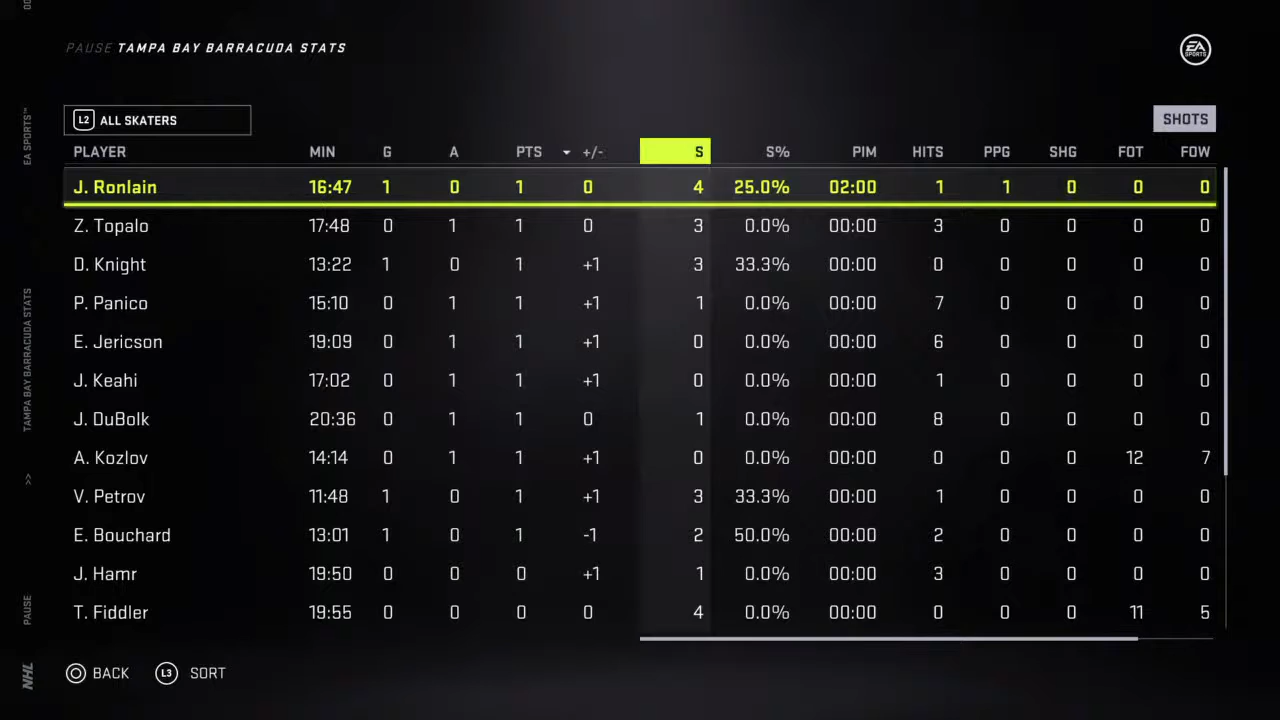 PAUSE TAMPA BAY BARRACUDA STATS
EA SPORTS
L2 ALL SKATERS
SHOTS
PLAYER MIN G A PTS +/- S S% PIM HITS PPG SHG FOT FOW
J. Ronlain 16:47 1 0 1 0 4 25.0% 02:00 1 1 0 0 0
Z. Topalo 17:48 0 1 1 0 3 0.0% 00:00 3 0 0 0 0
D. Knight 13:22 1 0 1 +1 3 33.3% 00:00 0 0 0 0 0
P. Panico 15:10 0 1 1 +1 1 0.0% 00:00 7 0 0 0 0
E. Jericson 19:09 0 1 1 +1 0 0.0% 00:00 6 0 0 0 0
J. Keahi 17:02 0 1 1 +1 0 0.0% 00:00 1 0 0 0 0
J. DuBolk 20:36 0 1 1 0 1 0.0% 00:00 8 0 0 0 0
A. Kozlov 14:14 0 1 1 +1 0 0.0% 00:00 0 0 0 12 7
V. Petrov 11:48 1 0 1 +1 3 33.3% 00:00 1 0 0 0 0
E. Bouchard 13:01 1 0 1 -1 2 50.0% 00:00 2 0 0 0 0
J. Hamr 19:50 0 0 0 +1 1 0.0% 00:00 3 0 0 0 0
T. Fiddler 19:55 0 0 0 0 4 0.0% 00:00 0 0 0 11 5
BACK L3 SORT
NHL PAUSE >> TAMPA BAY BARRACUDA STATS EA SPORTS™